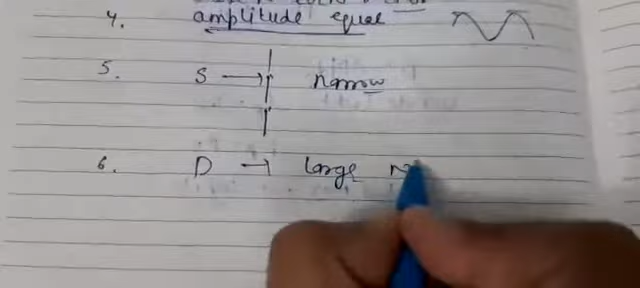 4. amplitude equal
5. S → narrow
6. D → large